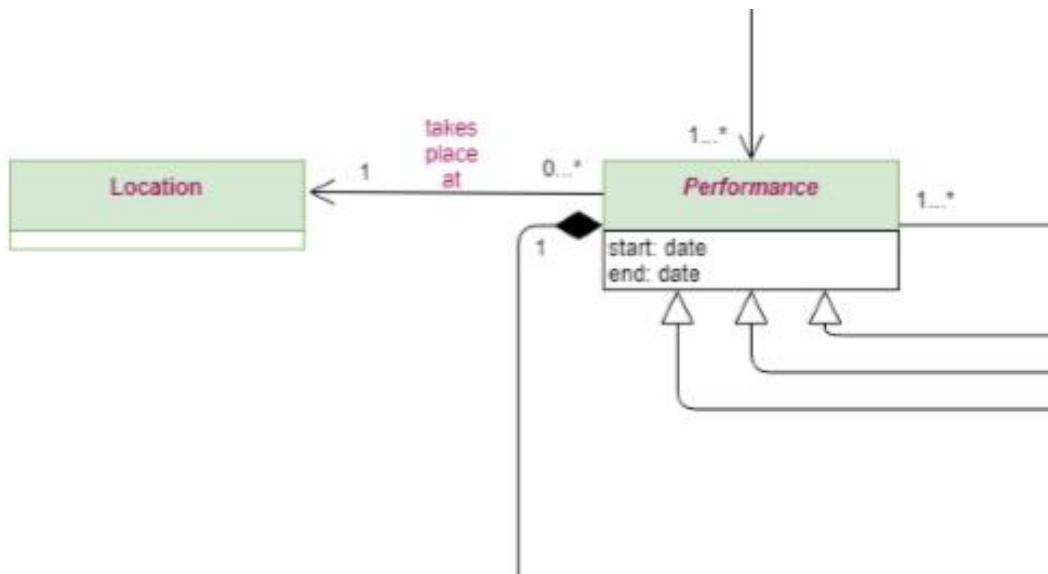 takes
place
at
1...*
1
0...*
Location
Performance
1...*
1
start: date
end: date